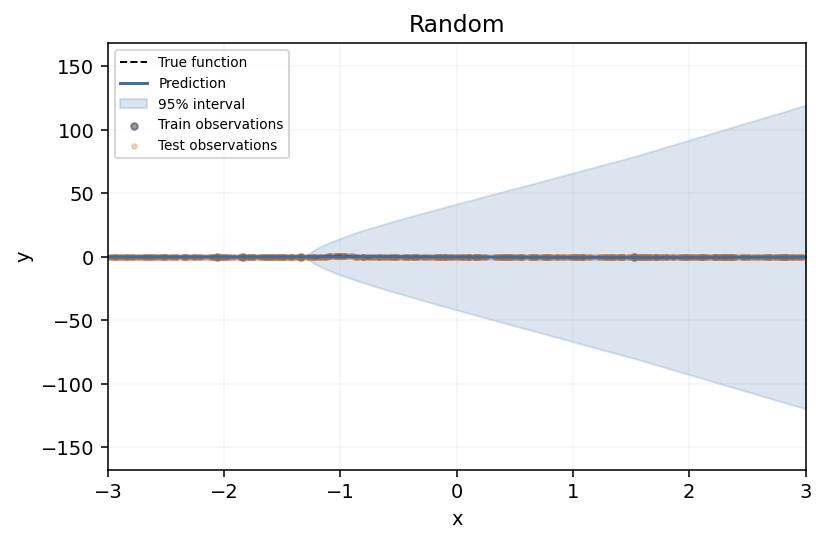 Random
True function
Prediction
95% interval
Train observations
Test observations
150
100
50
0
−50
−100
−150
y
−3
−2
−1
0
1
2
3
x